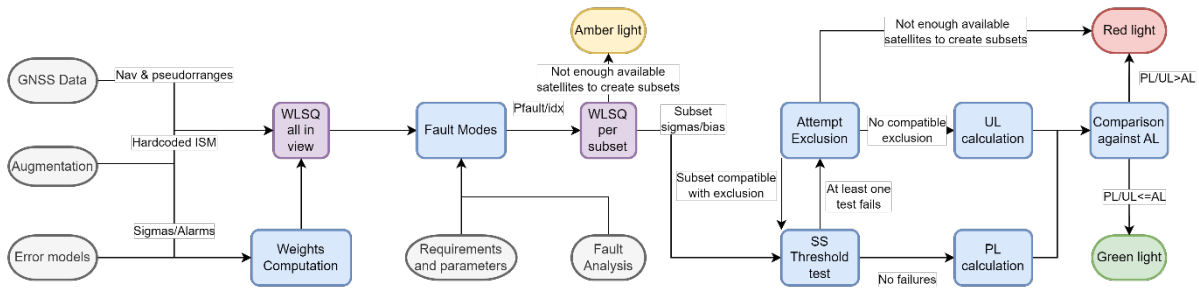 GNSS Data
Nav & pseudorranges
Augmentation
Hardcoded ISM
Error models
Sigmas/Alarms
WLSQ
all in
view
Weights
Computation
Fault Modes
Requirements
and parameters
Fault
Analysis
Pfault/idx
Amber light
Not enough available
satellites to create subsets
WLSQ
per
subset
Subset
sigmas/bias
Not enough available
satellites to create subsets
Attempt
Exclusion
Subset compatible
with exclusion
At least one
test fails
SS
Threshold
test
No compatible
exclusion
No failures
UL
calculation
PL
calculation
Red light
PL/UL>AL
Comparison
against AL
PL/UL<=AL
Green light